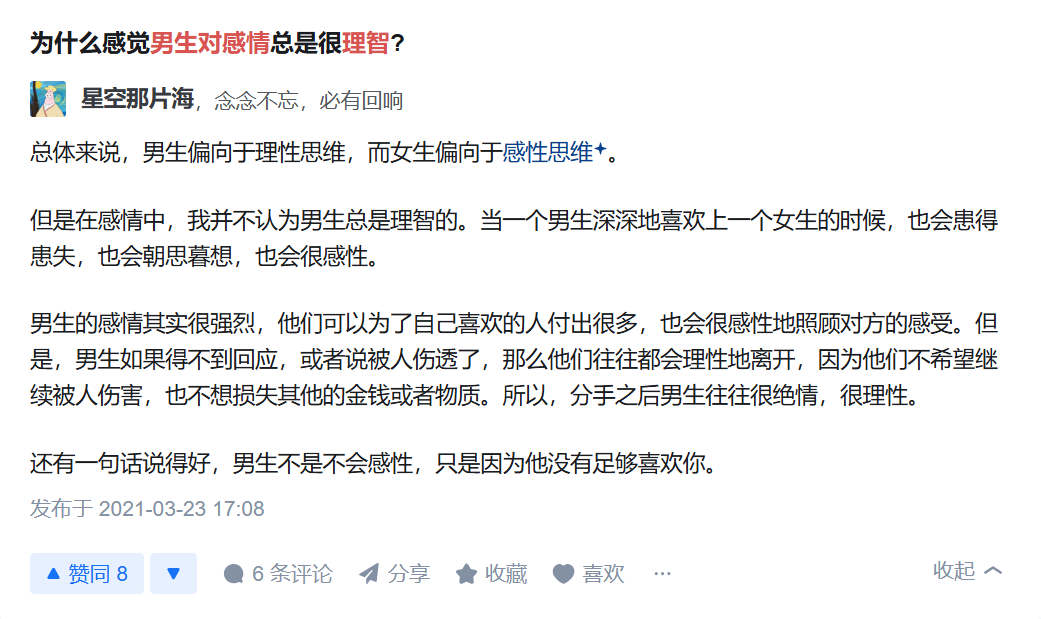 为什么感觉男生对感情总是很理智?
星空那片海，念念不忘，必有回响
总体来说，男生偏向于理性思维，而女生偏向于感性思维。
但是在感情中，我并不认为男生总是理智的。当一个男生深深地喜欢上一个女生的时候，也会患得
患失，也会朝思暮想，也会很感性。
男生的感情其实很强烈，他们可以为了自己喜欢的人付出很多，也会很感性地照顾对方的感受。但
是，男生如果得不到回应，或者说被人伤透了，那么他们往往都会理性地离开，因为他们不希望继
续被人伤害，也不想损失其他的金钱或者物质。所以，分手之后男生往往很绝情，很理性。
还有一句话说得好，男生不是不会感性，只是因为他没有足够喜欢你。
发布于 2021-03-23 17:08
赞同 8 6 条评论 分享 收藏 喜欢 ··· 收起